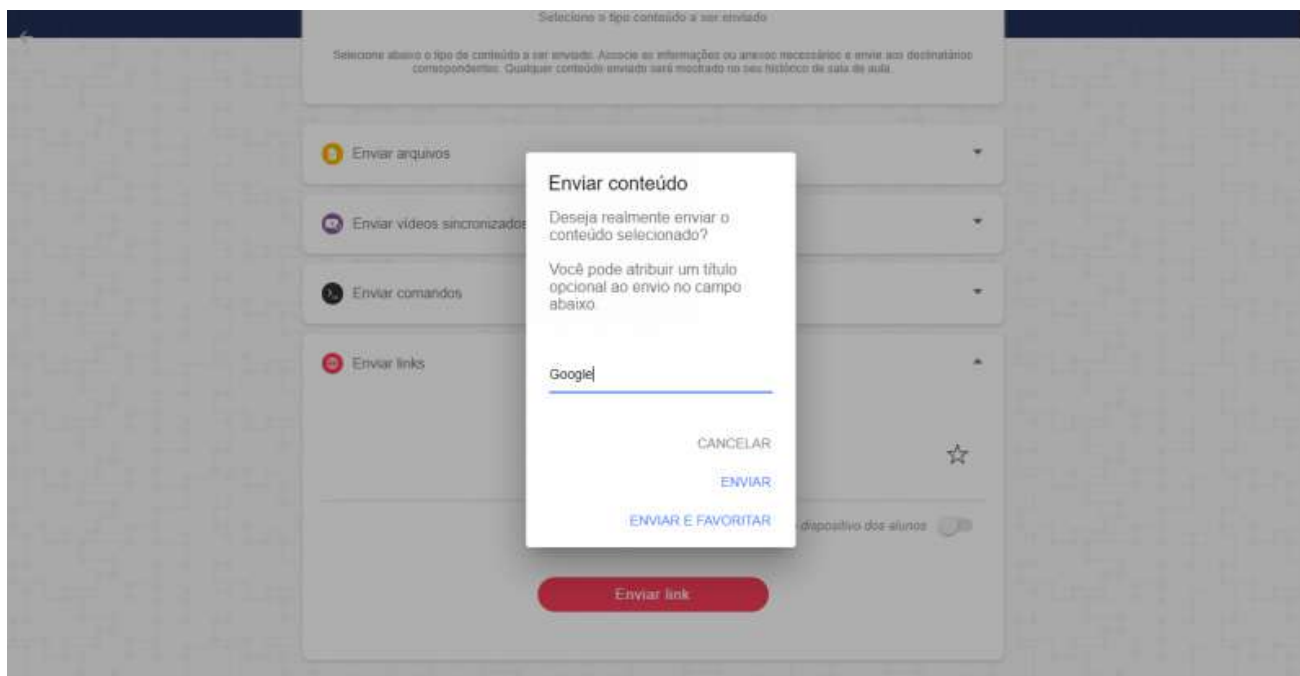 Selecione o tipo conteúdo a ser enviado
Selecione abaixo o tipo de conteúdo a ser enviado. Associe as informações ou anexos necessários e envie aos destinatários
correspondentes. Qualquer conteúdo enviado será mostrado no seu histórico de sala de aula.
Enviar arquivos
Enviar conteúdo
Deseja realmente enviar o
conteúdo selecionado?
Enviar vídeos sincronizados
Você pode atribuir um título
opcional ao envio no campo
abaixo.
Enviar comandos
Enviar links
Google
CANCELAR
ENVIAR
ENVIAR E FAVORITAR
dispositivo dos alunos
Enviar link